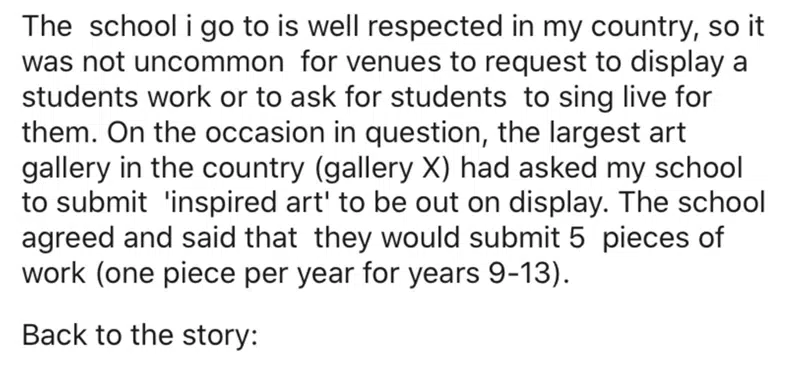 The  school i go to is well respected in my country, so it
was not uncommon  for venues to request to display a
students work or to ask for students  to sing live for
them. On the occasion in question, the largest art
gallery in the country (gallery X) had asked my school
to submit  'inspired art' to be out on display. The school
agreed and said that  they would submit 5  pieces of
work (one piece per year for years 9-13).
Back to the story: